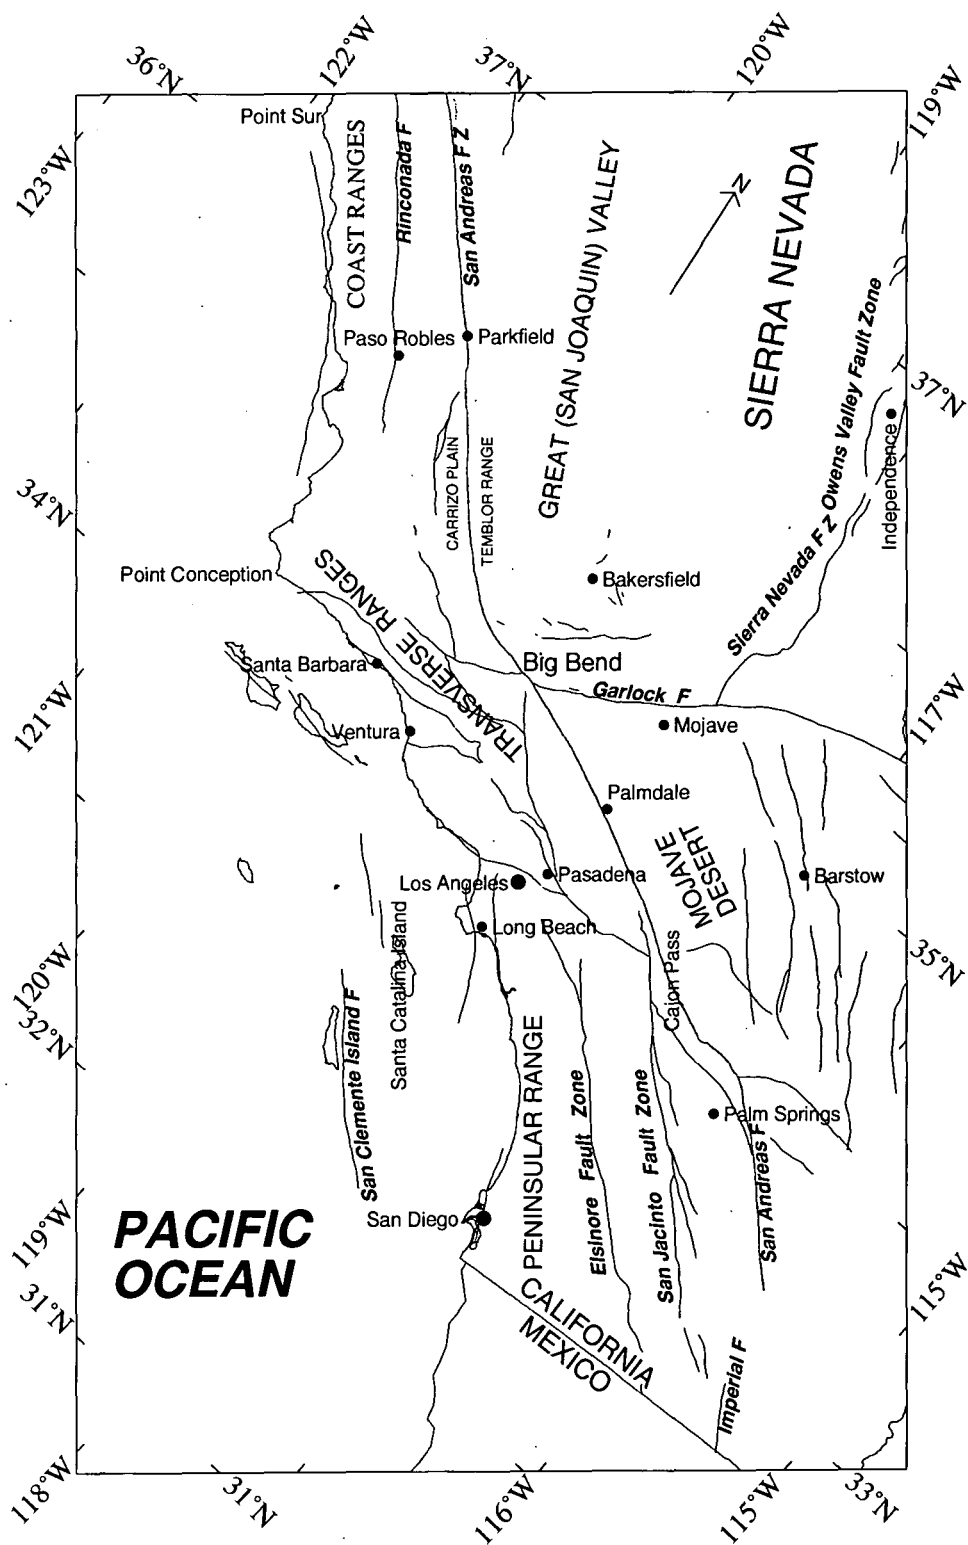 36°N
122°W
37°N
120°W
119°W
Point Sur
123°W
COAST RANGES
Rinconada F
San Andreas F Z
GREAT (SAN JOAQUIN) VALLEY
N
SIERRA NEVADA
Paso Robles
Parkfield
Owens Valley Fault Zone
37°N
Independence
CARRIZO PLAIN
TEMBLOR RANGE
34°N
Point Conception
TRANSVERSE RANGES
Bakersfield
Sierra Nevada F Z
Santa Barbara
Big Bend
Garlock F
121°W
Ventura
Mojave
117°W
Palmdale
MOJAVE
DESERT
Los Angeles
Pasadena
Barstow
Long Beach
Santa Catalina Island
Cajon Pass
35°N
120°W
32°N
San Clemente Island F
PENINSULAR RANGE
Elsinore Fault Zone
San Jacinto Fault Zone
Palm Springs
San Andreas F
San Diego
119°W
PACIFIC
OCEAN
115°W
31°N
CALIFORNIA
MEXICO
Imperial F
118°W
31°N
116°W
115°W
33°N